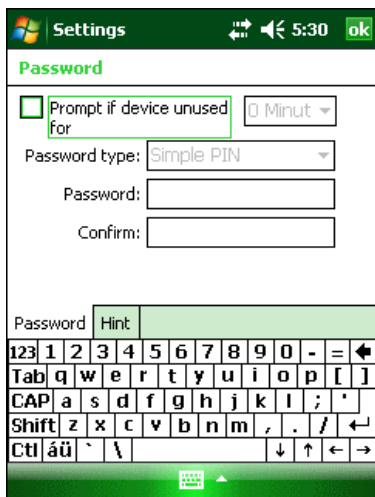 Settings 5:30 ok
Password
Prompt if device unused for 0 Minut
Password type: Simple PIN
Password:
Confirm:
Password Hint
123 1 2 3 4 5 6 7 8 9 0 - =
Tab q w e r t y u i o p [ ]
CAP a s d f g h j k l ; '
Shift z x c v b n m , . /
Ctl áü ` \